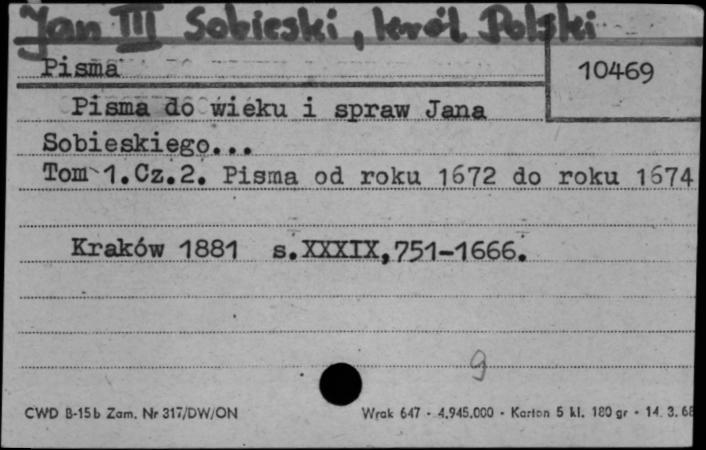 Jan III Sobieski, król Polski
Pisma
10469
Pisma do wieku i spraw Jana
Sobieskiego...
Tom 1.Cz.2. Pisma od roku 1672 do roku 1674
Kraków 1881 s.XXXIX,751-1666.
9
CWD B-15b Zam. Nr 317/DW/ON
Wrak 647 - 4.945.000 - Karton 5 kl. 180 gr - 14. 3. 68